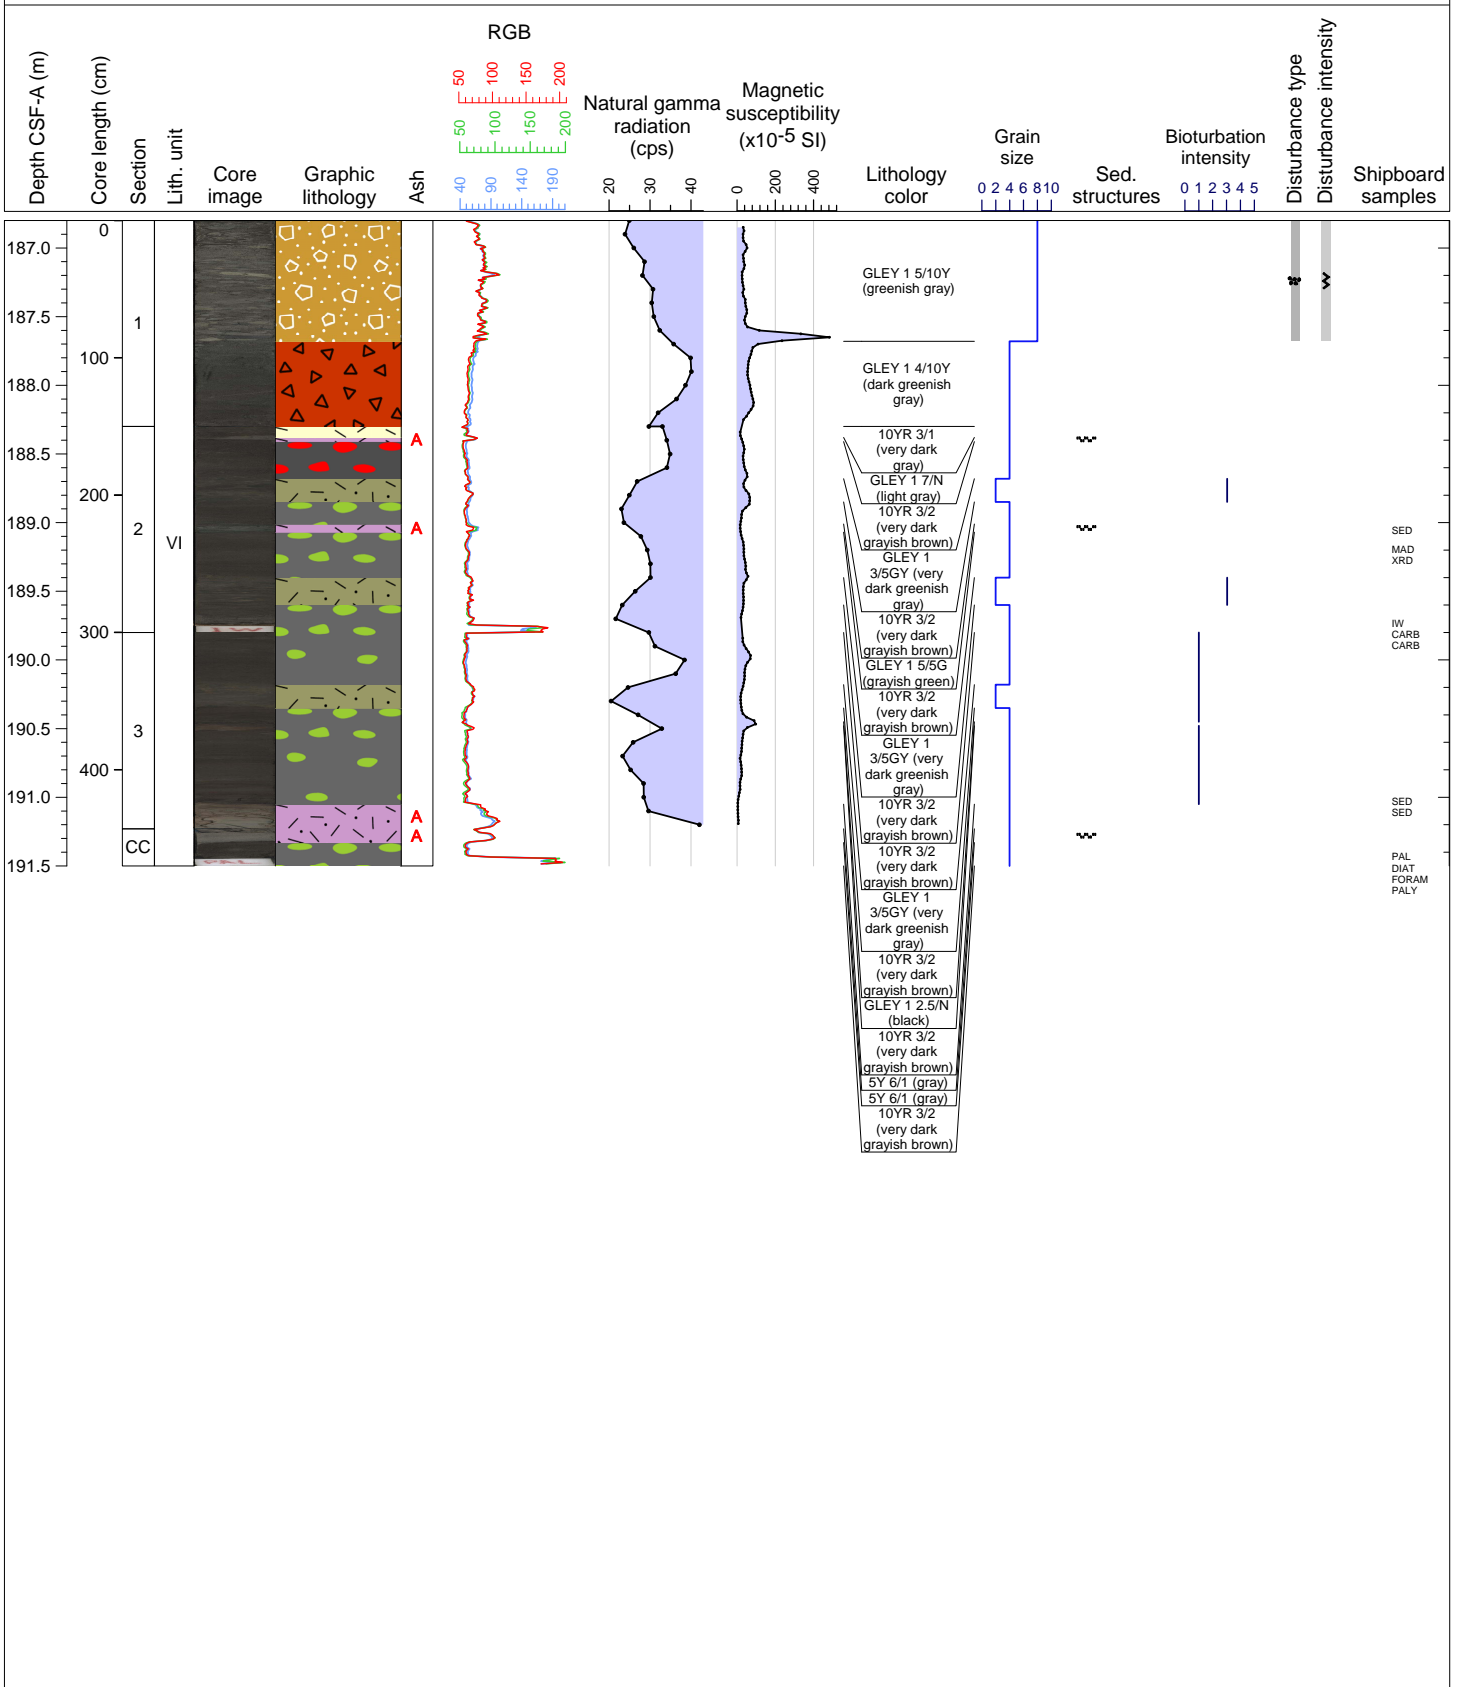 RGB
Depth CSF-A (m)
Core length (cm)
Section
Lith. unit
Core
image
Graphic
lithology
Ash
50 100 150 200
50 100 150 200
40 90 140 190
Natural gamma
radiation
(cps)
20 30 40
Magnetic
susceptibility
(x10-5 SI)
0 200 400
Lithology
color
Grain
size
0 2 4 6 8 10
Sed.
structures
Bioturbation
intensity
0 1 2 3 4 5
Disturbance type
Disturbance intensity
Shipboard
samples
187.0
187.5
188.0
188.5
189.0
189.5
190.0
190.5
191.0
191.5
0
100
200
300
400
1
2
3
CC
VI
IW
PAL
A
A
A
A
GLEY 1 5/10Y
(greenish gray)
GLEY 1 4/10Y
(dark greenish
gray)
10YR 3/1
(very dark
gray)
GLEY 1 7/N
(light gray)
10YR 3/2
(very dark
grayish brown)
GLEY 1
3/5GY (very
dark greenish
gray)
10YR 3/2
(very dark
grayish brown)
GLEY 1 5/5G
(grayish green)
10YR 3/2
(very dark
grayish brown)
GLEY 1
3/5GY (very
dark greenish
gray)
10YR 3/2
(very dark
grayish brown)
10YR 3/2
(very dark
grayish brown)
GLEY 1
3/5GY (very
dark greenish
gray)
10YR 3/2
(very dark
grayish brown)
GLEY 1 2.5/N
(black)
10YR 3/2
(very dark
grayish brown)
5Y 6/1 (gray)
5Y 6/1 (gray)
10YR 3/2
(very dark
grayish brown)
SED
MAD
XRD
IW
CARB
CARB
SED
SED
PAL
DIAT
FORAM
PALY